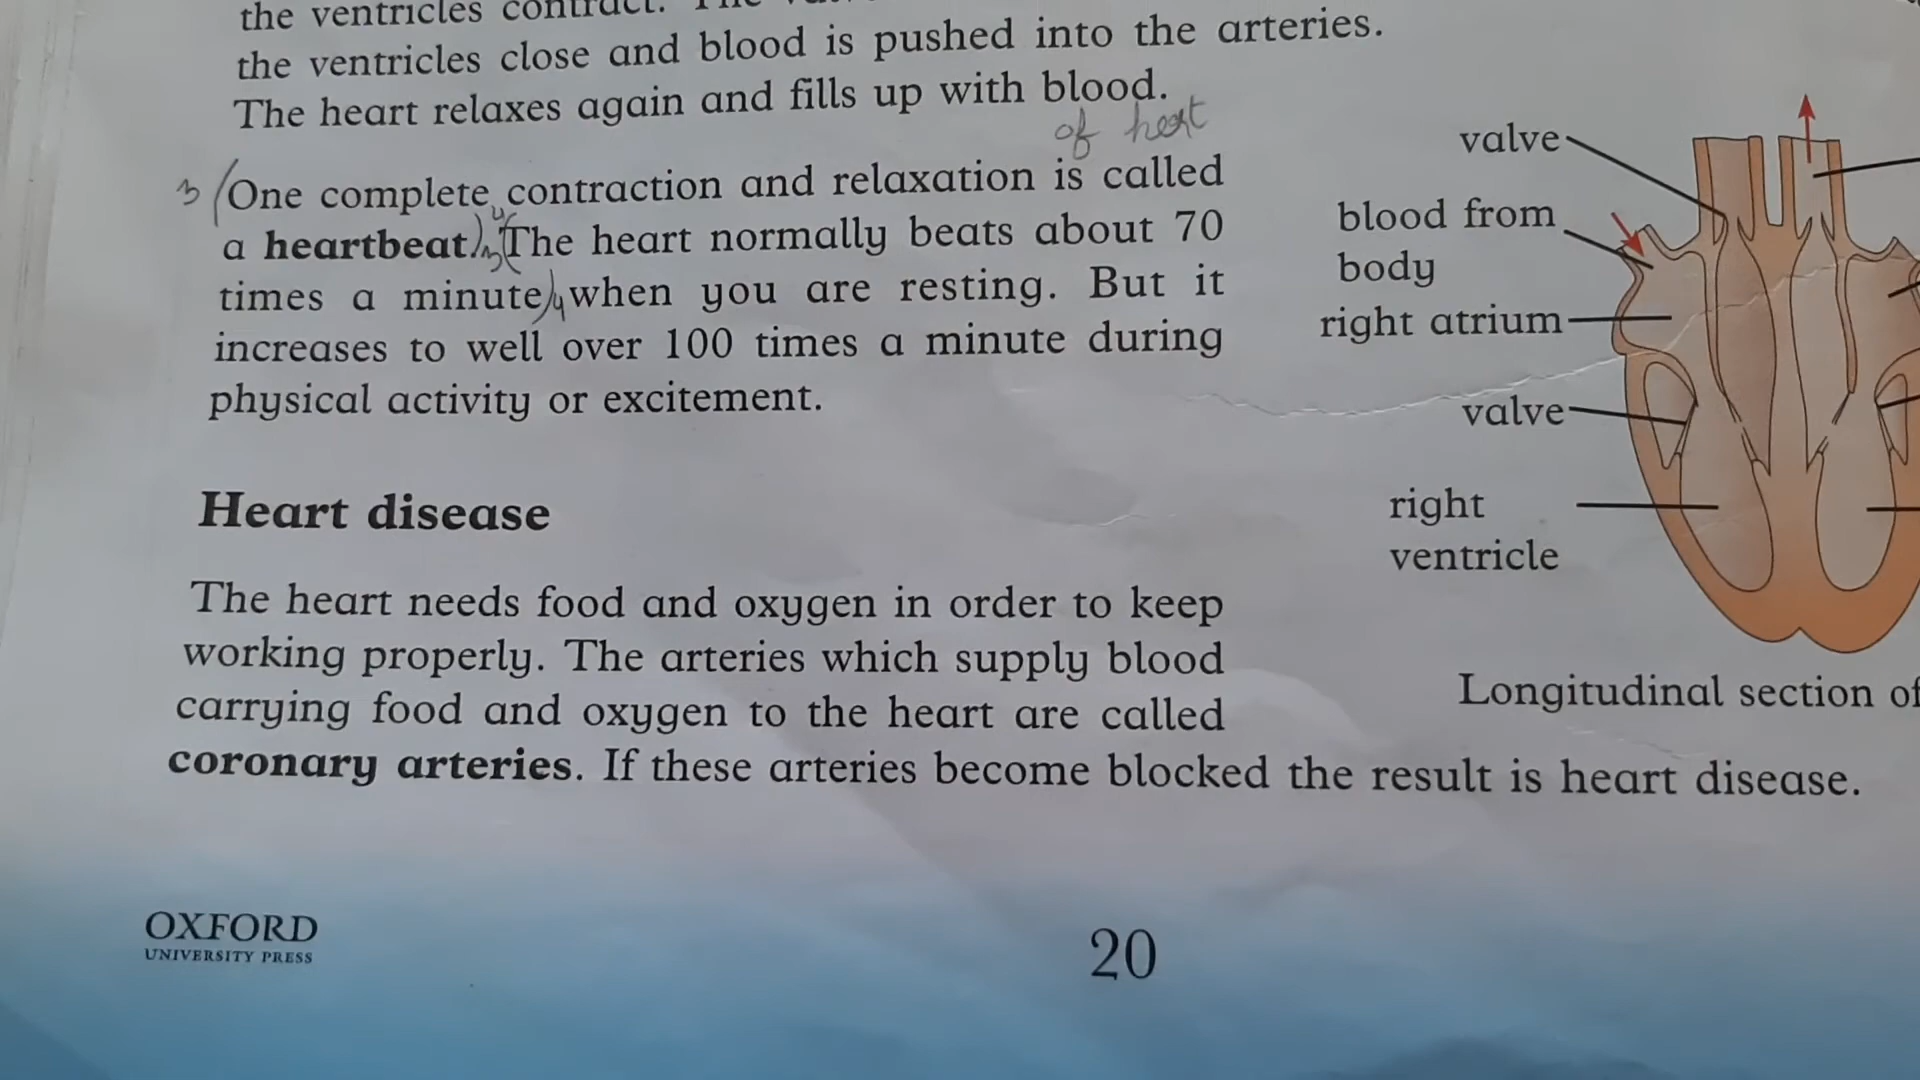 the ventricles contract. The
the ventricles close and blood is pushed into the arteries.
The heart relaxes again and fills up with blood.
of heart
3 (One complete contraction and relaxation is called
a heartbeat.) (The heart normally beats about 70
times a minute) when you are resting. But it
increases to well over 100 times a minute during
physical activity or excitement.
Heart disease
The heart needs food and oxygen in order to keep
working properly. The arteries which supply blood
carrying food and oxygen to the heart are called
coronary arteries. If these arteries become blocked the result is heart disease.
valve
blood from
body
right atrium
valve
right
ventricle
Longitudinal section of
OXFORD
UNIVERSITY PRESS
20